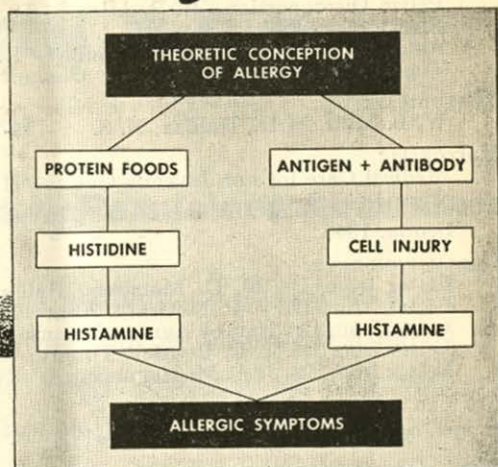 THEORETIC CONCEPTION
OF ALLERGY
PROTEIN FOODS
ANTIGEN + ANTIBODY
HISTIDINE
CELL INJURY
HISTAMINE
HISTAMINE
ALLERGIC SYMPTOMS